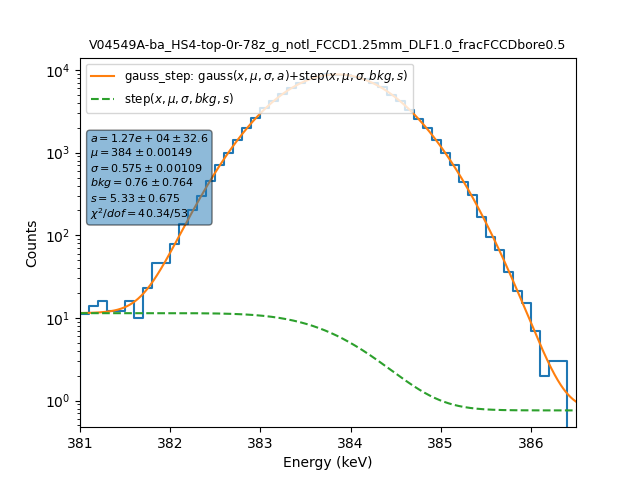 V04549A-ba_HS4-top-0r-78z_g_notl_FCCD1.25mm_DLF1.0_fracFCCDbore0.5
gauss_step: gauss(x, μ, σ, a)+step(x, μ, σ, bkg, s)
step(x, μ, σ, bkg, s)
a = 1.27e + 04 ± 32.6
μ = 384 ± 0.00149
σ = 0.575 ± 0.00109
bkg = 0.76 ± 0.764
s = 5.33 ± 0.675
χ²/dof = 40.34/53
10⁴
10³
10²
10¹
10⁰
Counts
381 382 383 384 385 386
Energy (keV)